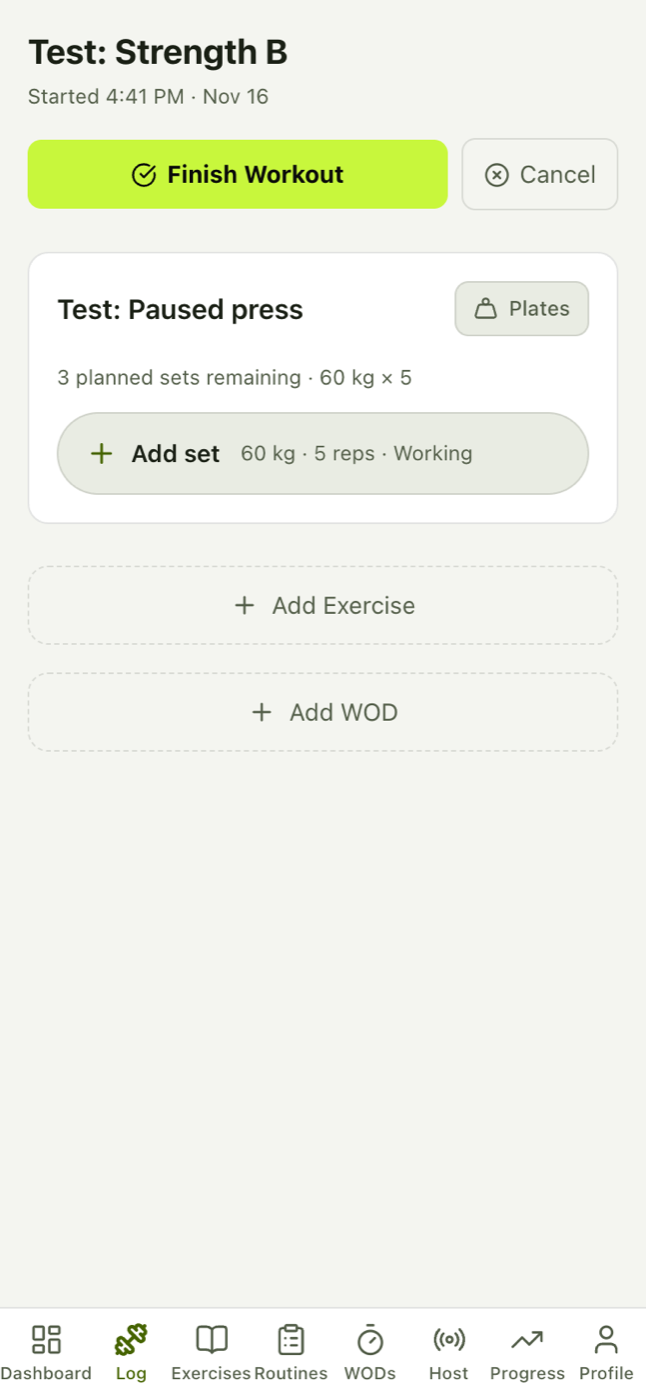 Test: Strength B
Started 4:41 PM · Nov 16
Finish Workout
Cancel
Test: Paused press
Plates
3 planned sets remaining · 60 kg × 5
Add set 60 kg · 5 reps · Working
Add Exercise
Add WOD
Dashboard Log Exercises Routines WODs Host Progress Profile